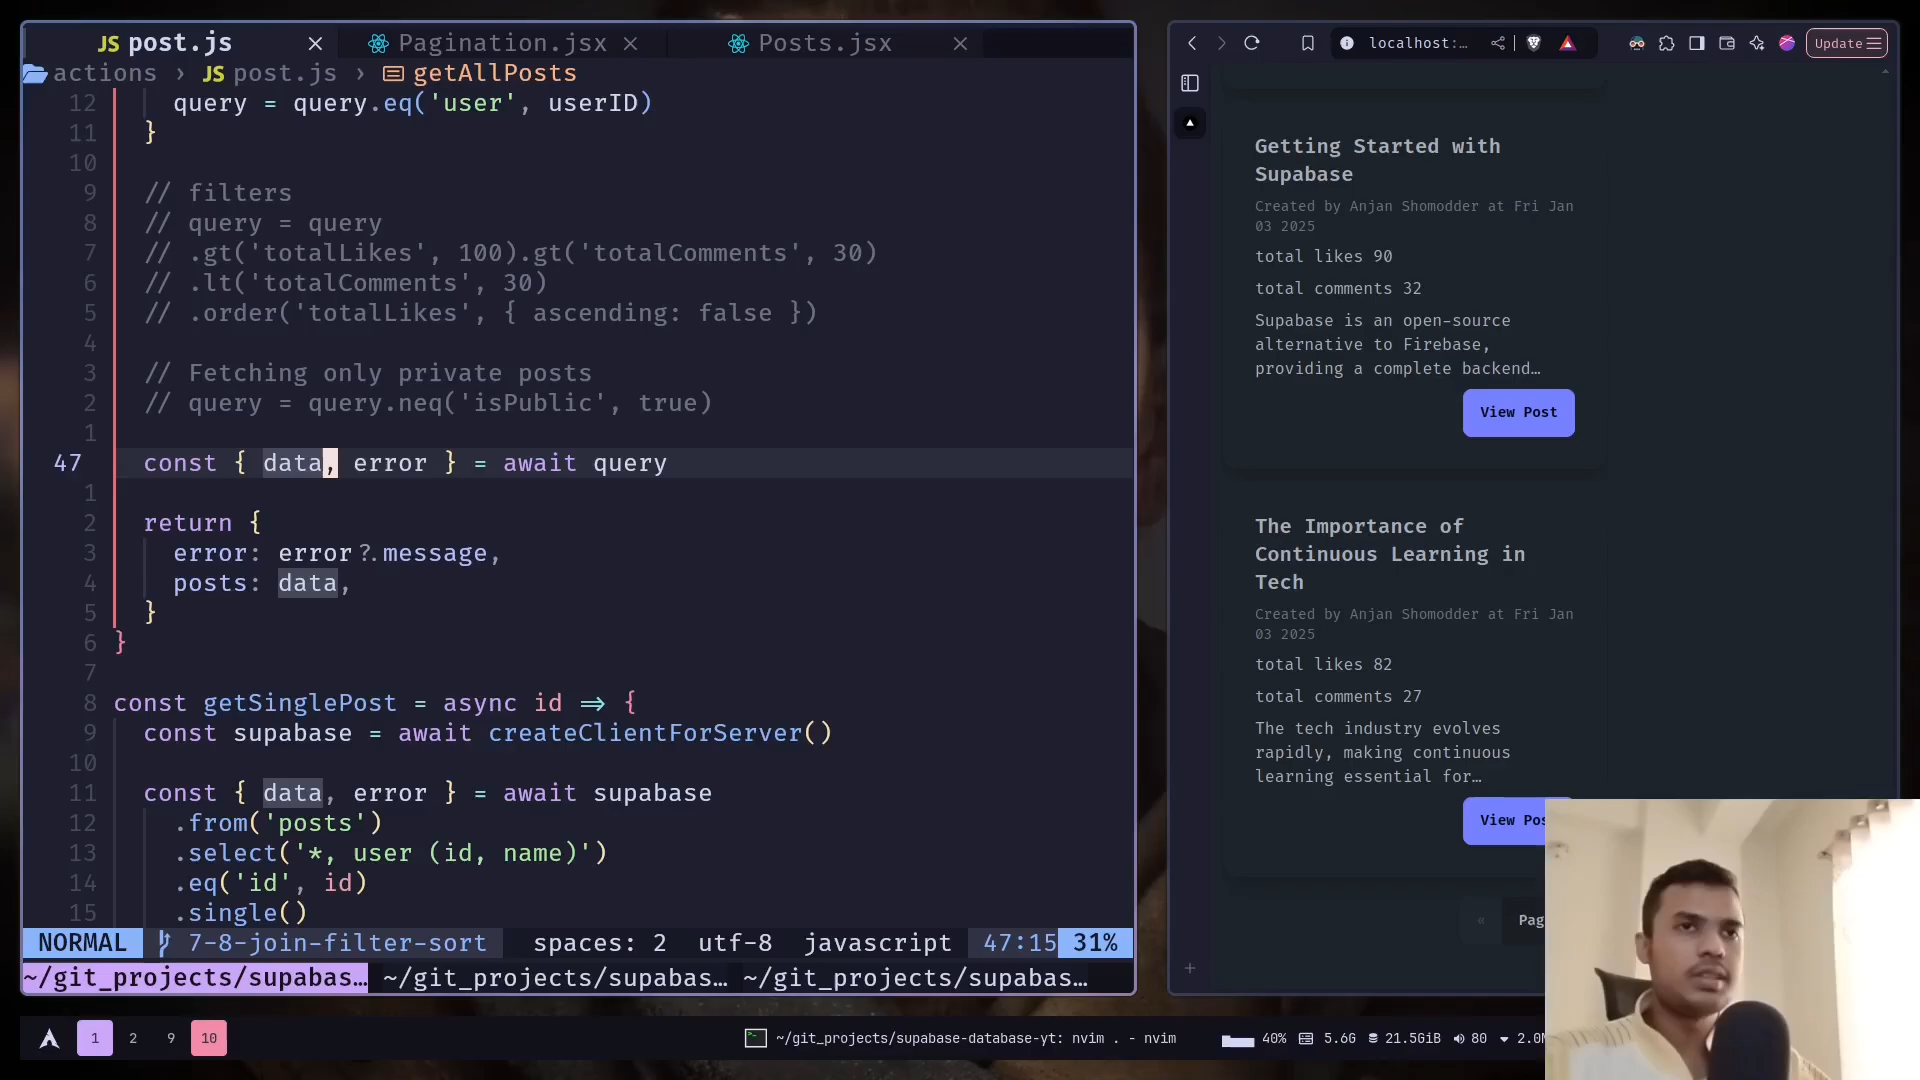 JS post.js
Pagination.jsx
Posts.jsx
actions › JS post.js › getAllPosts
12 query = query.eq('user', userID)
11 }
10
9 // filters
8 // query = query
7 // .gt('totalLikes', 100).gt('totalComments', 30)
6 // .lt('totalComments', 30)
5 // .order('totalLikes', { ascending: false })
4
3 // Fetching only private posts
2 // query = query.neq('isPublic', true)
1
47 const { data, error } = await query
1
2 return {
3 error: error?.message,
4 posts: data,
5 }
6 }
7
8 const getSinglePost = async id => {
9 const supabase = await createClientForServer()
10
11 const { data, error } = await supabase
12 .from('posts')
13 .select('*, user (id, name)')
14 .eq('id', id)
15 .single()
NORMAL 7-8-join-filter-sort spaces: 2 utf-8 javascript 47:15 31%
~/git_projects/supabas… ~/git_projects/supabas… ~/git_projects/supabas…
localhost:…
Update
Getting Started with
Supabase
Created by Anjan Shomodder at Fri Jan
03 2025
total likes 90
total comments 32
Supabase is an open-source
alternative to Firebase,
providing a complete backend…
View Post
The Importance of
Continuous Learning in
Tech
Created by Anjan Shomodder at Fri Jan
03 2025
total likes 82
total comments 27
The tech industry evolves
rapidly, making continuous
learning essential for…
View Pos
« Pag
1 2 9 10
~/git_projects/supabase-database-yt: nvim . - nvim
40% 5.6G 21.5GiB 80 2.0